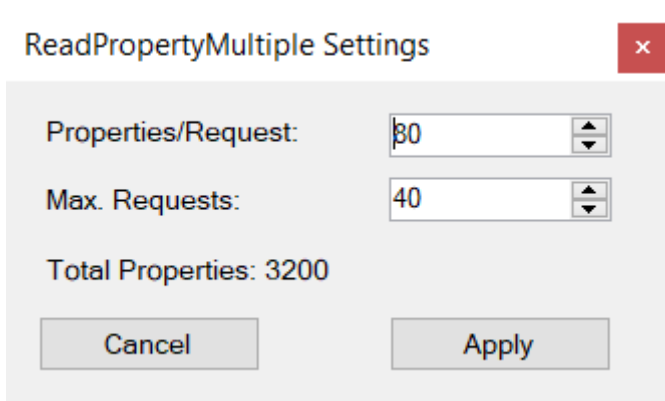 ReadPropertyMultiple Settings
Properties/Request: 80
Max. Requests: 40
Total Properties: 3200
Cancel Apply